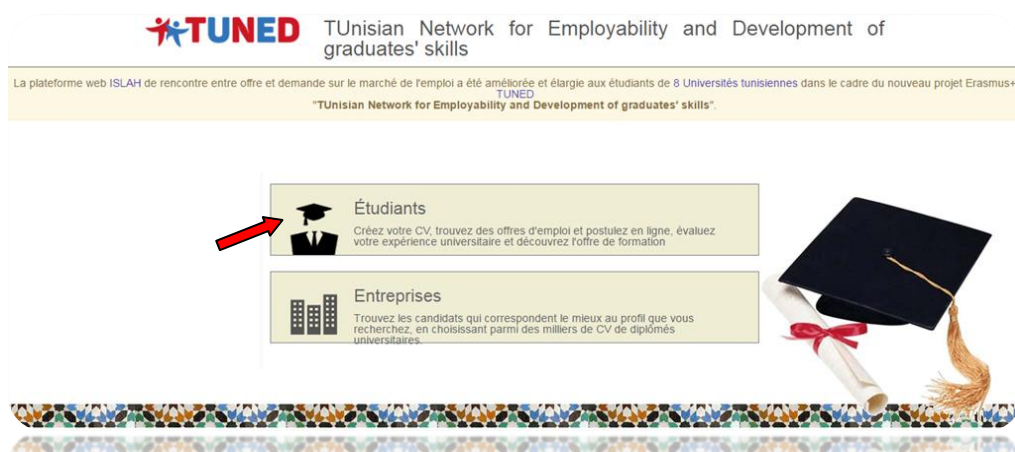 TUNED
TUnisian Network for Employability and Development of
graduates' skills
La plateforme web ISLAH de rencontre entre offre et demande sur le marché de l'emploi a été améliorée et élargie aux étudiants de 8 Universités tunisiennes dans le cadre du nouveau projet Erasmus+
TUNED
"TUnisian Network for Employability and Development of graduates' skills".
Étudiants
Créez votre CV, trouvez des offres d'emploi et postulez en ligne, évaluez
votre expérience universitaire et découvrez l'offre de formation
Entreprises
Trouvez les candidats qui correspondent le mieux au profil que vous
recherchez, en choisissant parmi des milliers de CV de diplômés
universitaires.